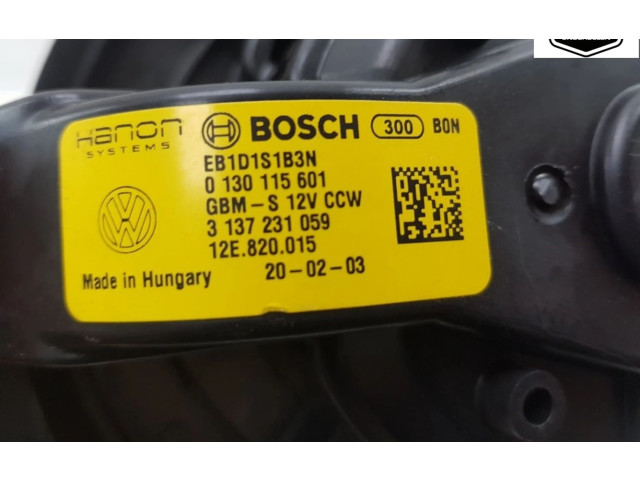 Hanon SYSTEMS BOSCH 300 BON
EB1D1S1B3N
0 130 115 601
GBM-S 12V CCW
3 137 231 059
12E.820.015
Made in Hungary 20-02-03